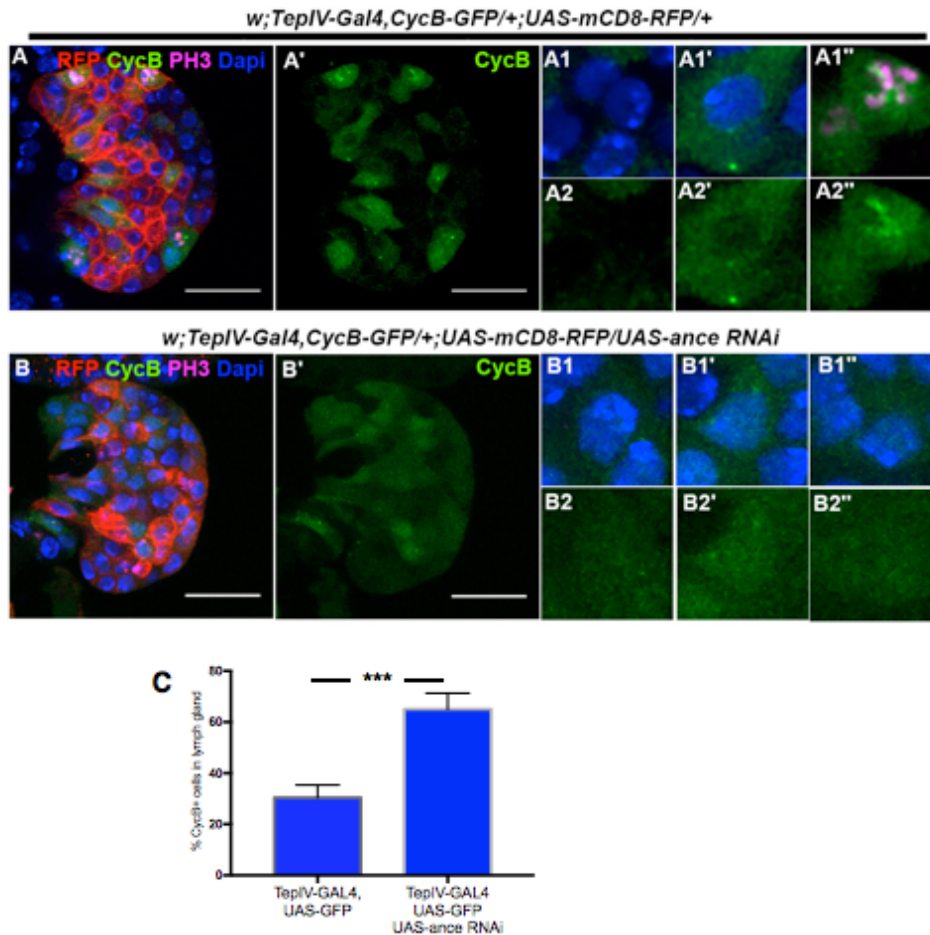 w;TepIV-Gal4,CycB-GFP/+;UAS-mCD8-RFP/+
A RFP CycB PH3 Dapi
A' CycB
A1 A1' A1"
A2 A2' A2"
w;TepIV-Gal4,CycB-GFP/+;UAS-mCD8-RFP/UAS-ance RNAi
B RFP CycB PH3 Dapi
B' CycB
B1 B1' B1"
B2 B2' B2"
C
***
% CycB+ cells in lymph gland
80
60
40
20
0
TepIV-GAL4,
UAS-GFP
TepIV-GAL4
UAS-GFP
UAS-ance RNAi